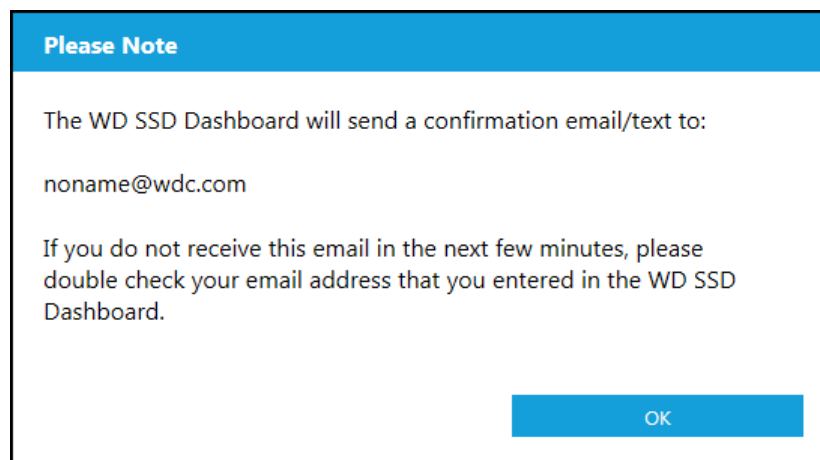 Please Note
The WD SSD Dashboard will send a confirmation email/text to:
noname@wdc.com
If you do not receive this email in the next few minutes, please
double check your email address that you entered in the WD SSD
Dashboard.
OK